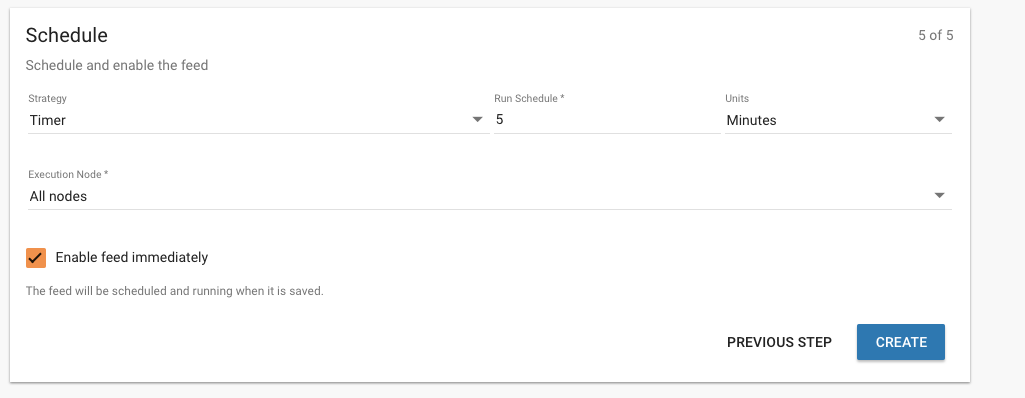 Schedule
5 of 5
Schedule and enable the feed
Strategy
Run Schedule *
Units
Timer
5
Minutes
Execution Node *
All nodes
Enable feed immediately
The feed will be scheduled and running when it is saved.
PREVIOUS STEP
CREATE